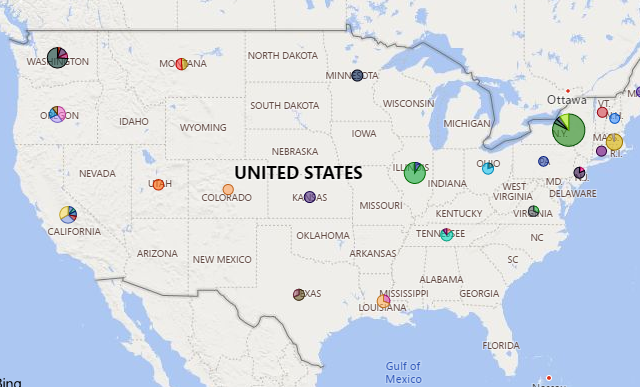 WASHINGTON
MONTANA
NORTH DAKOTA
MINNESOTA
Ottawa
OREGON
IDAHO
SOUTH DAKOTA
WISCONSIN
MICHIGAN
VT.
N.H.
WYOMING
IOWA
N.Y.
MASS.
R.I.
NEBRASKA
NEVADA
UTAH
COLORADO
UNITED STATES
KANSAS
ILLINOIS
INDIANA
OHIO
MD.
N.J.
DELAWARE
WEST
VIRGINIA
MISSOURI
KENTUCKY
VIRGINIA
CALIFORNIA
ARIZONA
NEW MEXICO
OKLAHOMA
ARKANSAS
TENNESSEE
NC
SC
TEXAS
LOUISIANA
MISSISSIPPI
ALABAMA
GEORGIA
FLORIDA
Gulf of
Mexico